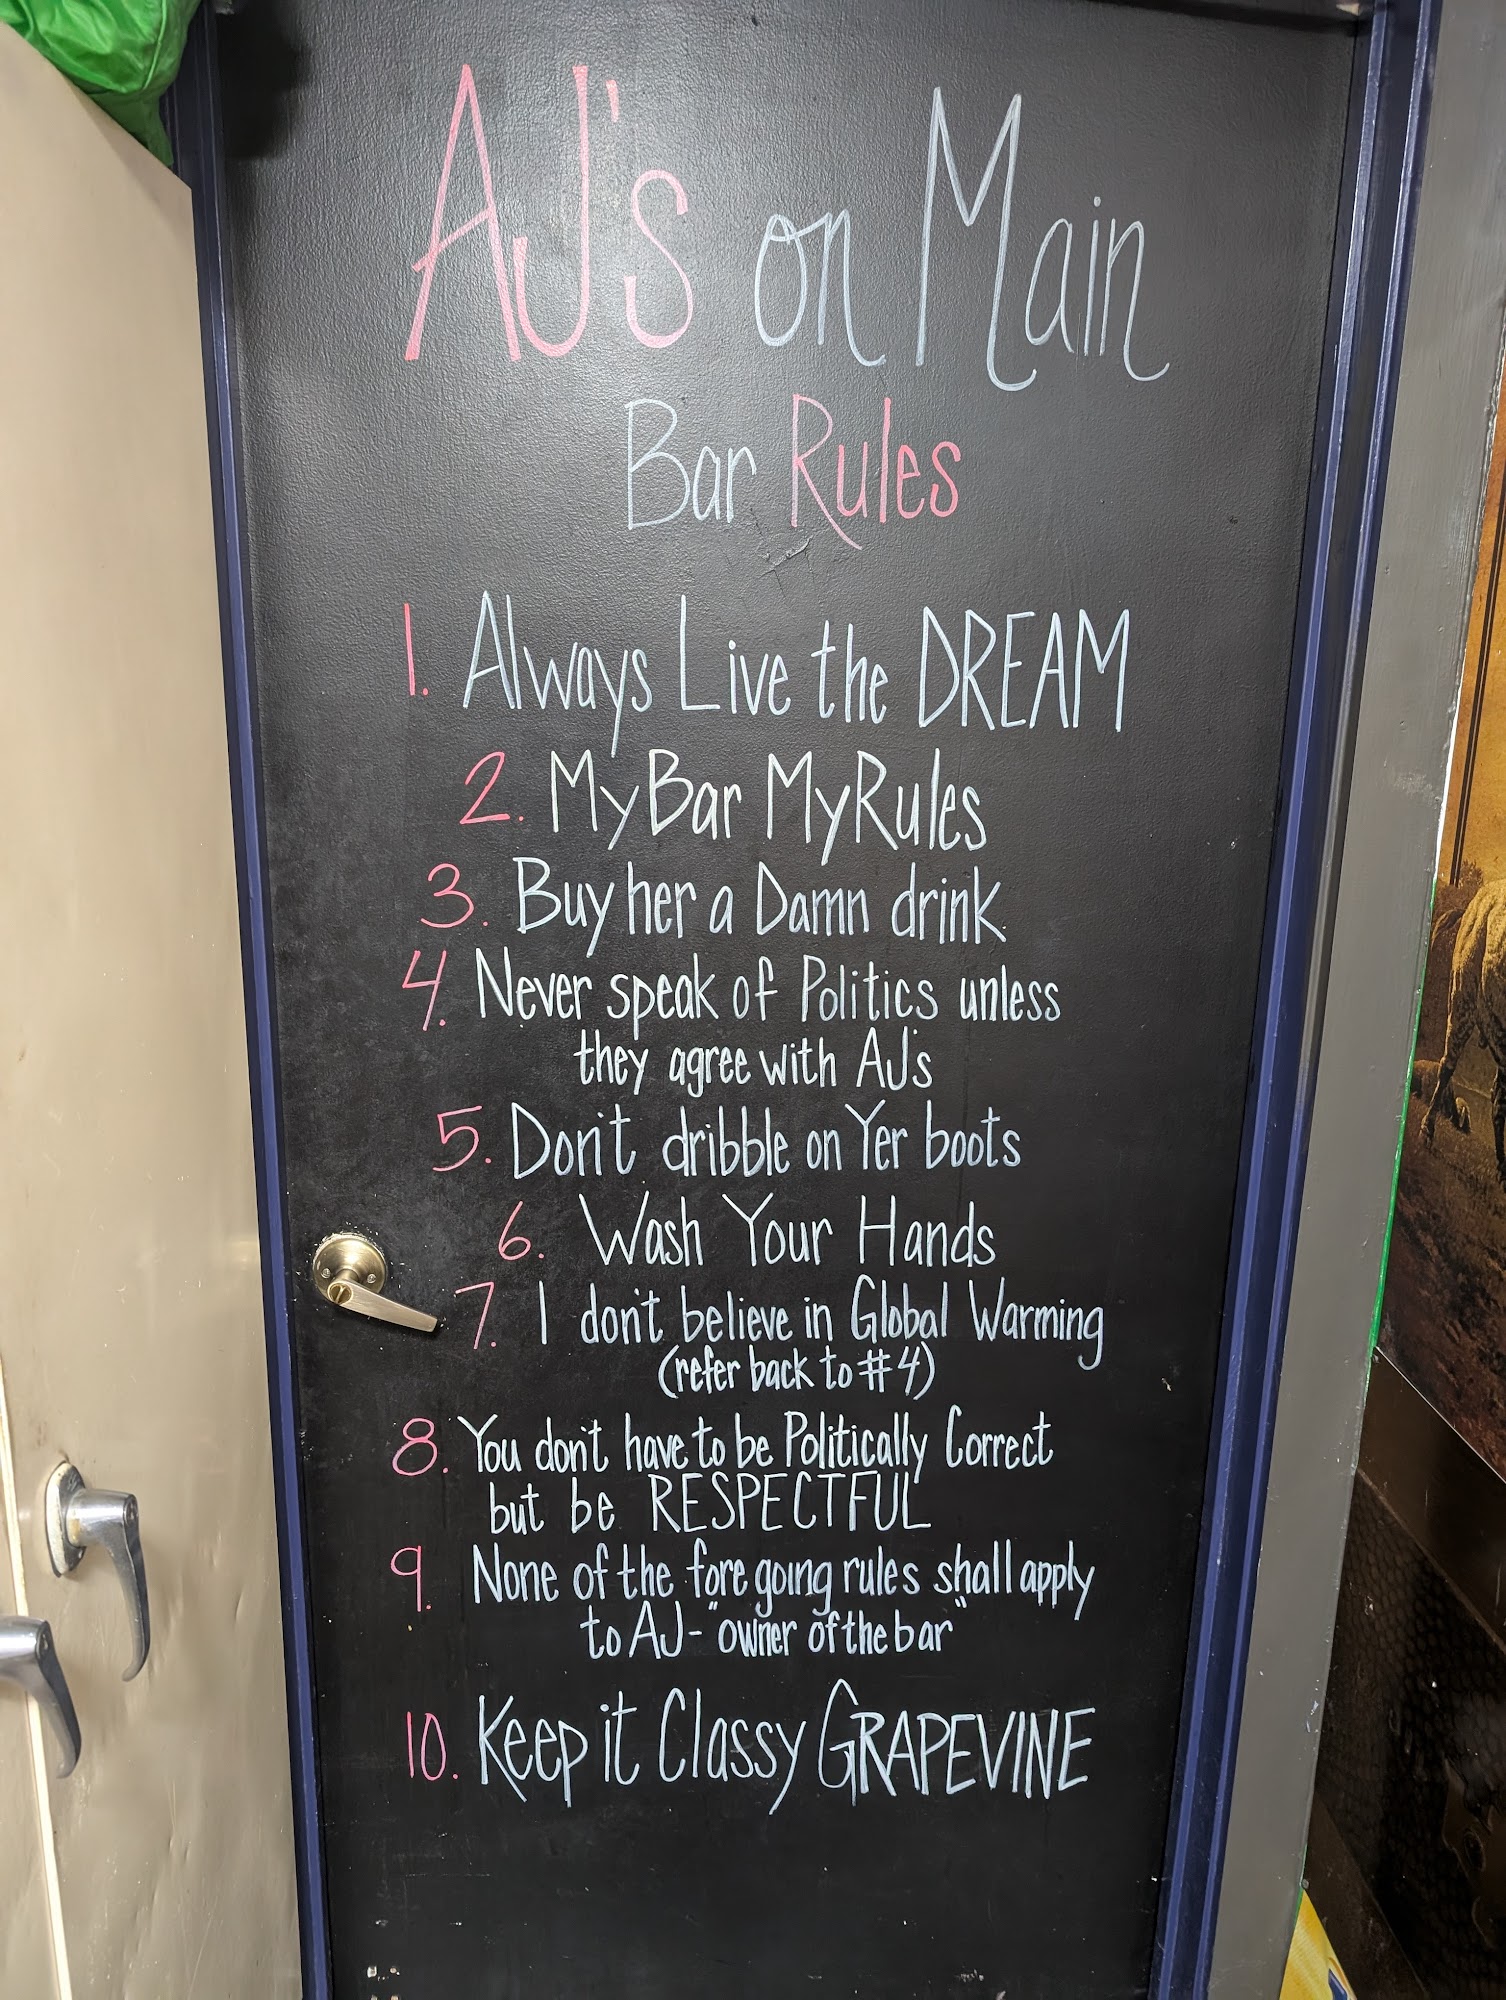 AJ's on Main
Bar Rules
1. Always Live the DREAM
2. My Bar My Rules
3. Buy her a Damn drink
4. Never speak of Politics unless
they agree with AJ's
5. Don't dribble on Yer boots
6. Wash Your Hands
7. I don't believe in Global Warming
(refer back to #4)
8. You don't have to be Politically Correct
but be RESPECTFUL
9. None of the fore going rules shall apply
to AJ- "owner of the bar"
10. Keep it Classy GRAPEVINE